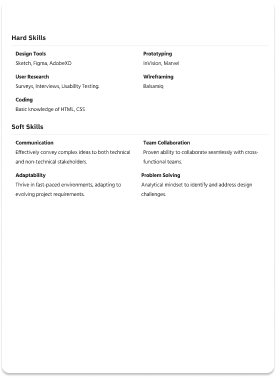 Hard Skills
Design Tools
Sketch, Figma, AdobeXD
Prototyping
InVision, Marvel
User Research
Surveys, Interviews, Usability Testing.
Wireframing
Balsamiq
Coding
Basic knowledge of HTML, CSS
Soft Skills
Communication
Effectively convey complex ideas to both technical
and non-technical stakeholders.
Team Collaboration
Proven ability to collaborate seamlessly with cross-
functional teams.
Adaptability
Thrive in fast-paced environments, adapting to
evolving project requirements.
Problem Solving
Analytical mindset to identify and address design
challenges.